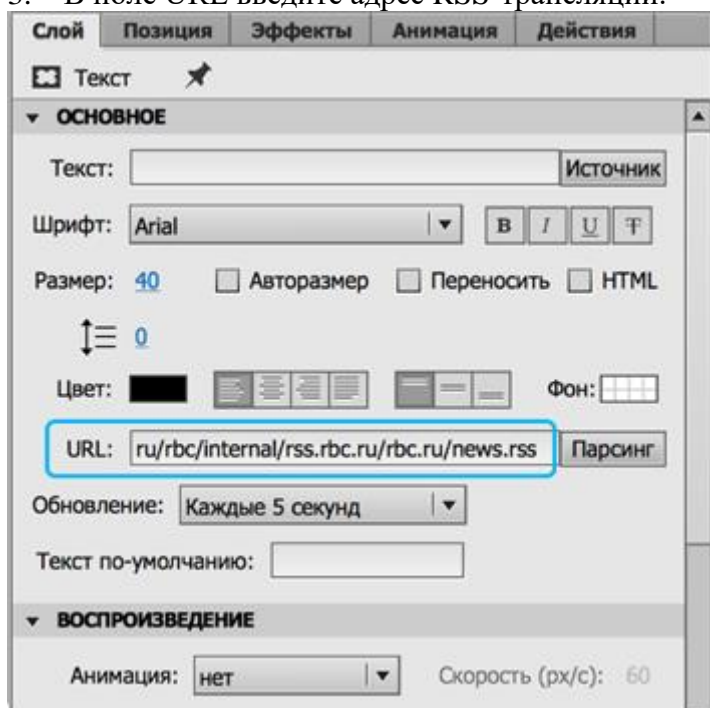 3. В поле URL введите адрес RSS-трансляции.
Слой Позиция Эффекты Анимация Действия
Текст
ОСНОВНОЕ
Текст: Источник
Шрифт: Arial B I U T
Размер: 40 Авторазмер Переносить HTML
0
Цвет: Фон:
URL: ru/rbc/internal/rss.rbc.ru/rbc.ru/news.rss Парсинг
Обновление: Каждые 5 секунд
Текст по-умолчанию:
ВОСПРОИЗВЕДЕНИЕ
Анимация: нет Скорость (px/с): 60